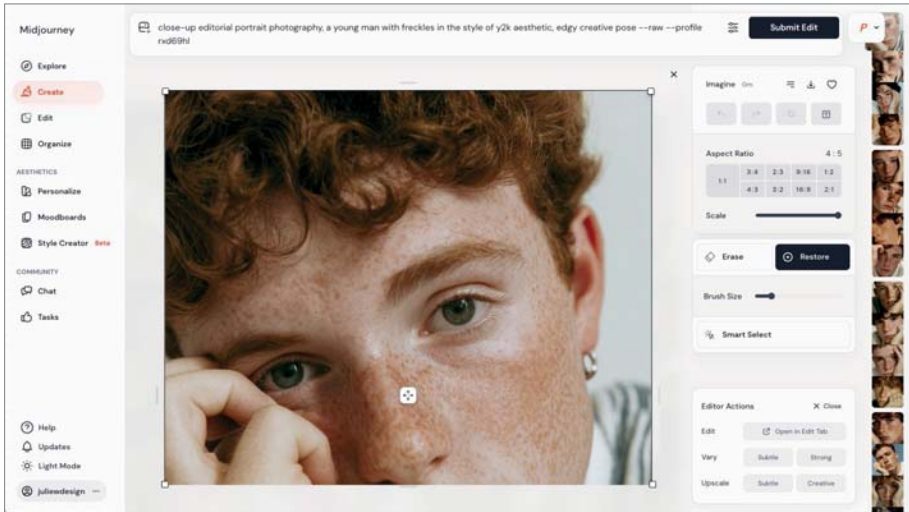 Midjourney
close-up editorial portrait photography, a young man with freckles in the style of y2k aesthetic, edgy creative pose --raw --profile
rxd69hl
Submit Edit
P
Explore
Create
Edit
Organize
AESTHETICS
Personalize
Moodboards
Style Creator Beta
COMMUNITY
Chat
Tasks
Help
Updates
Light Mode
juliewdesign
Imagine 0m
Aspect Ratio 4 : 5
1:1
3:4 2:3 9:16 1:2
4:3 3:2 16:9 2:1
Scale
Erase Restore
Brush Size
Smart Select
Editor Actions X Close
Edit Open in Edit Tab
Vary Subtle Strong
Upscale Subtle Creative